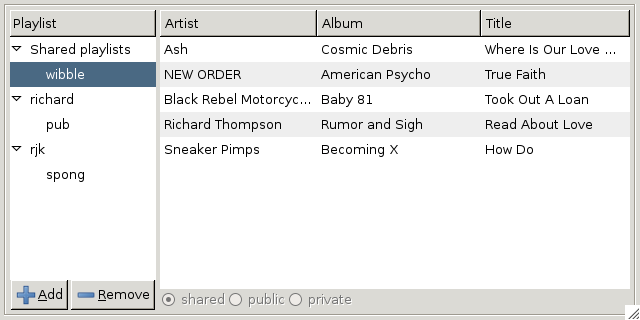 Playlist Artist Album Title
Shared playlists Ash Cosmic Debris Where Is Our Love ...
wibble NEW ORDER American Psycho True Faith
richard Black Rebel Motorcyc... Baby 81 Took Out A Loan
pub Richard Thompson Rumor and Sigh Read About Love
rjk Sneaker Pimps Becoming X How Do
spong
Add Remove shared public private